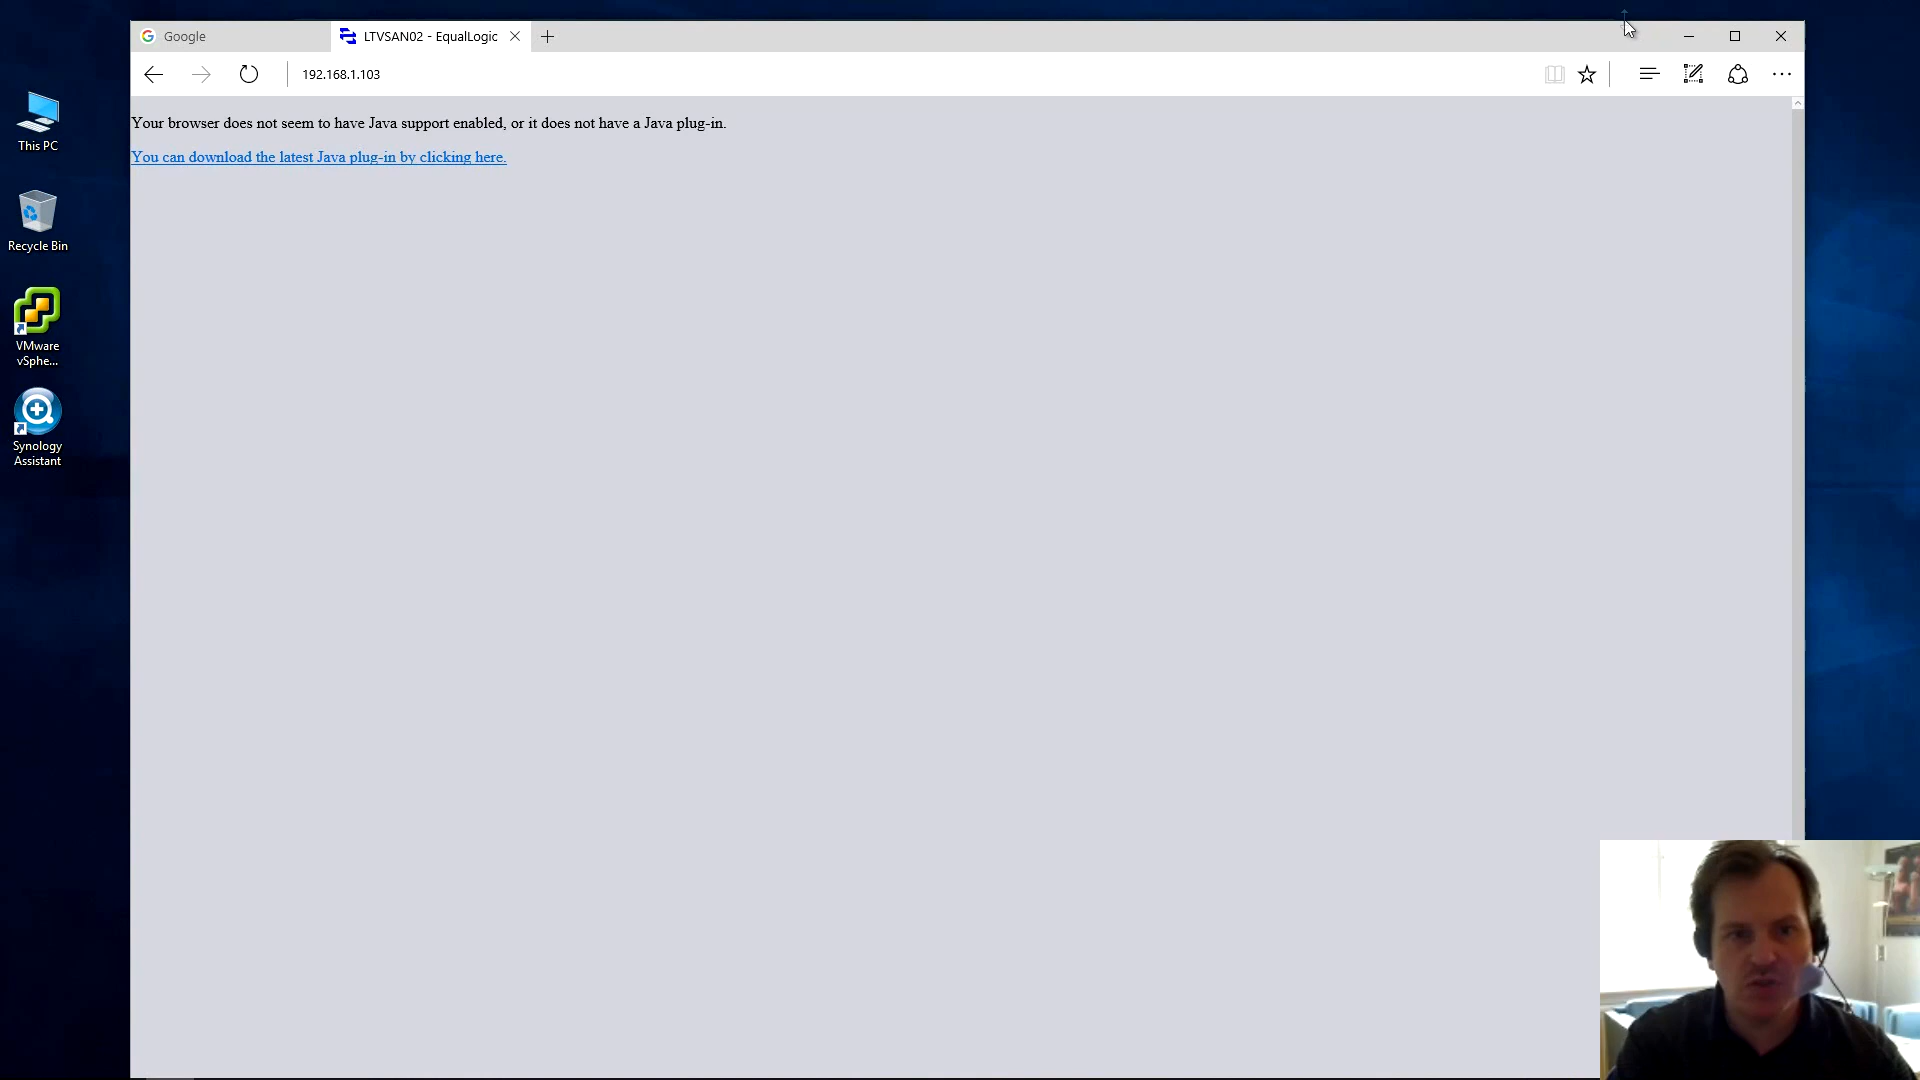 Google
LTVSAN02 - EqualLogic
192.168.1.103
Your browser does not seem to have Java support enabled, or it does not have a Java plug-in.
You can download the latest Java plug-in by clicking here.
This PC
Recycle Bin
VMware
vSphe...
Synology
Assistant